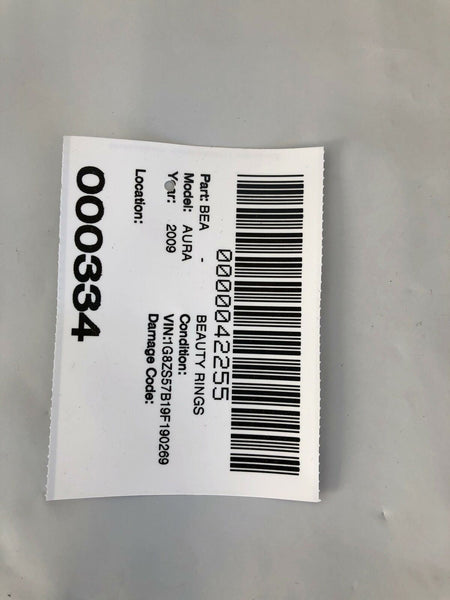 0000042255
Part: BEA - BEAUTY RINGS
Model: AURA Condition:
Year: 2009 VIN:1G8ZS57B19F190269
Damage Code:
Location:
000334